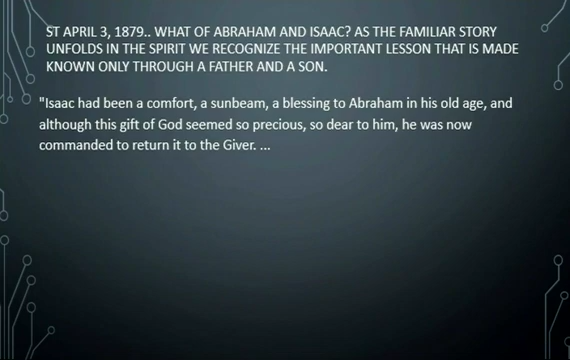 ST APRIL 3, 1879.. WHAT OF ABRAHAM AND ISAAC? AS THE FAMILIAR STORY
UNFOLDS IN THE SPIRIT WE RECOGNIZE THE IMPORTANT LESSON THAT IS MADE
KNOWN ONLY THROUGH A FATHER AND A SON.
"Isaac had been a comfort, a sunbeam, a blessing to Abraham in his old age, and
although this gift of God seemed so precious, so dear to him, he was now
commanded to return it to the Giver. ...